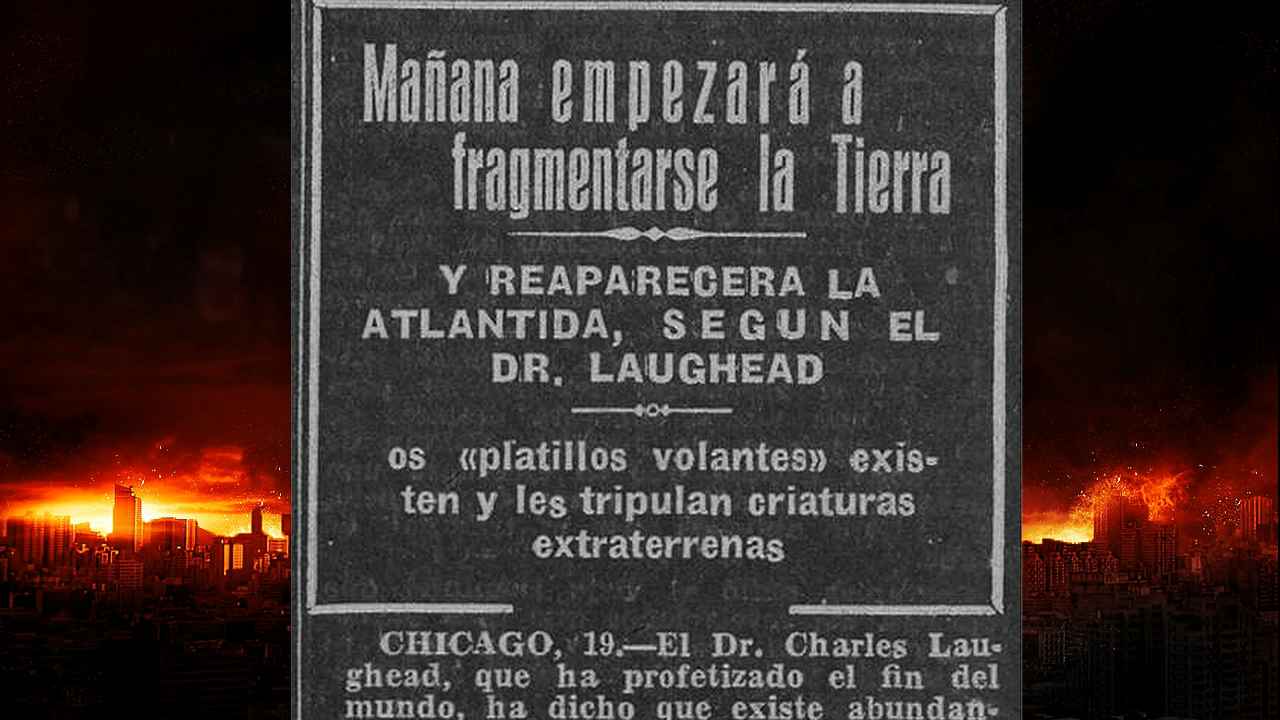 Mañana empezará a
fragmentarse la Tierra
Y REAPARECERA LA
ATLANTIDA, SEGUN EL
DR. LAUGHEAD
os «platillos volantes» exis-
ten y les tripulan criaturas
extraterrenas
CHICAGO, 19.—El Dr. Charles Lau-
ghead, que ha profetizado el fin del
mundo, ha dicho que existe abundan-